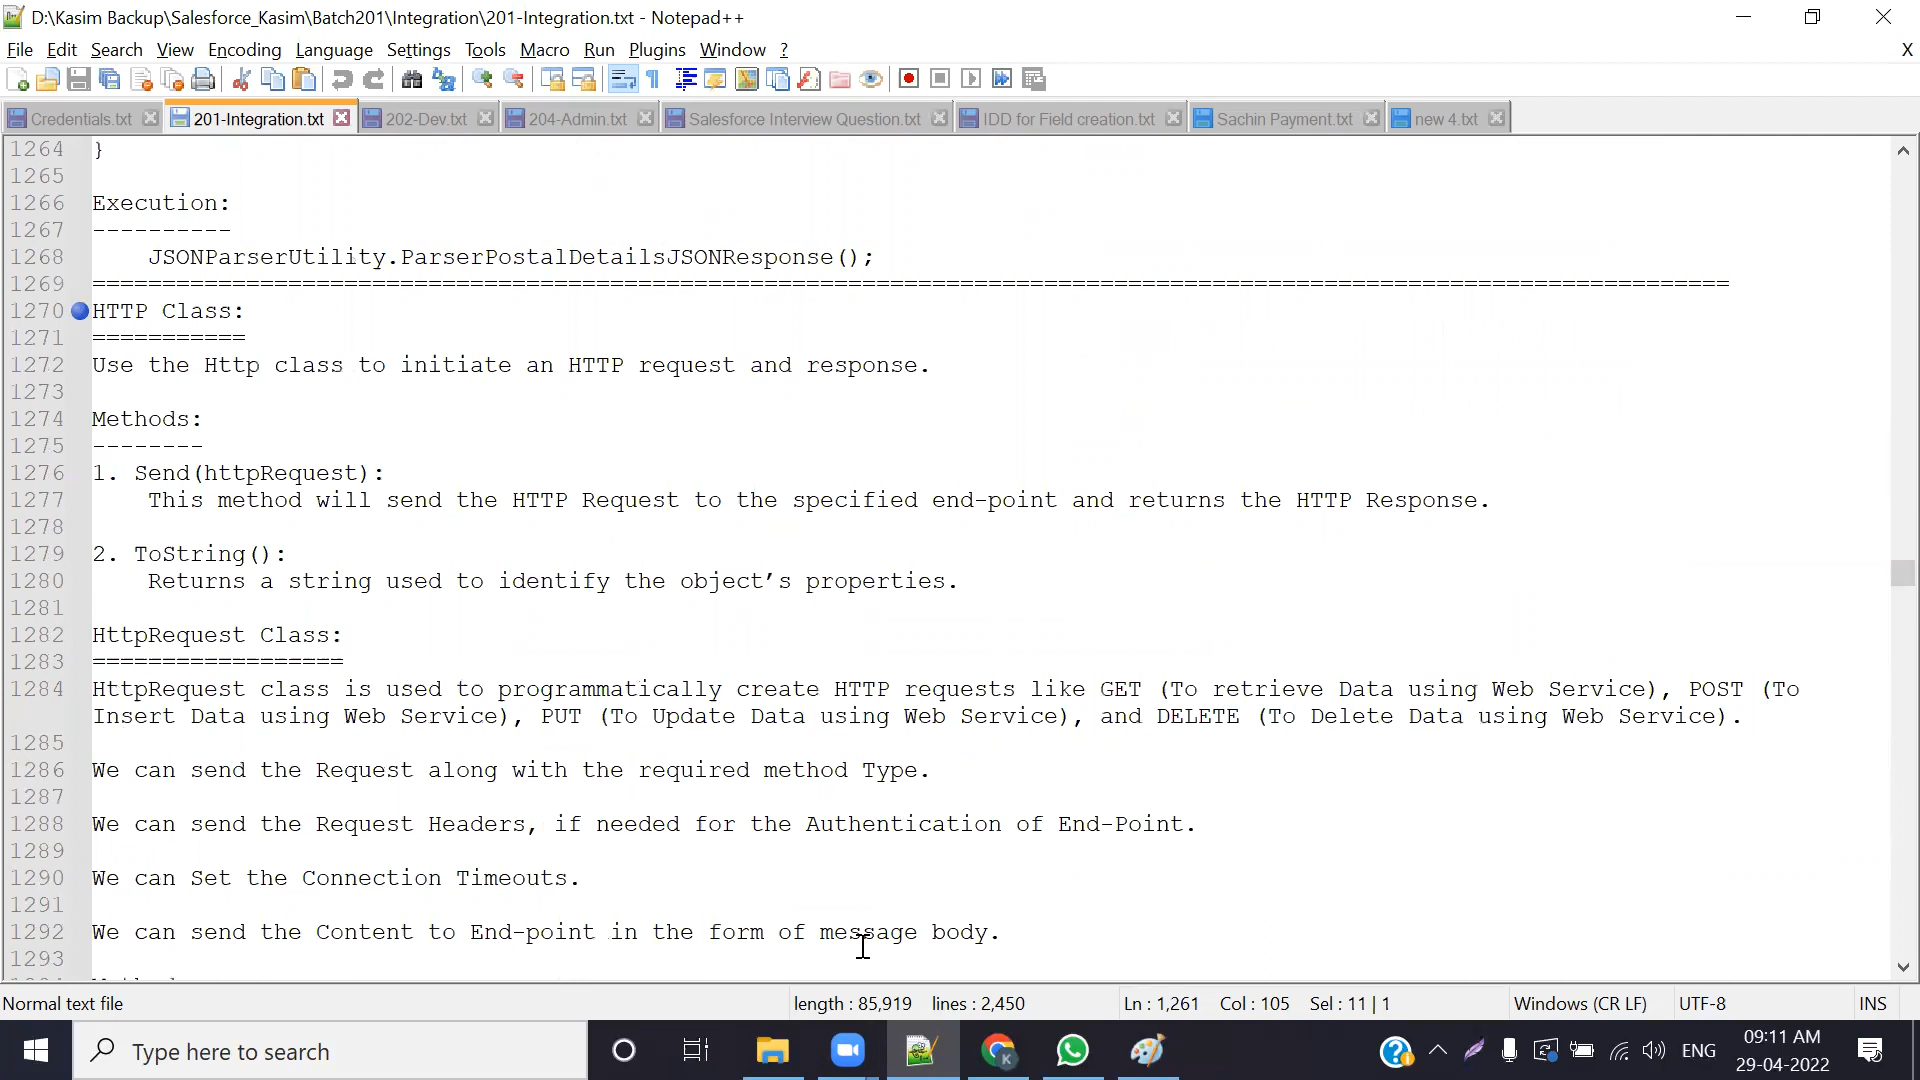 D:\Kasim Backup\Salesforce_Kasim\Batch201\Integration\201-Integration.txt - Notepad++
File Edit Search View Encoding Language Settings Tools Macro Run Plugins Window ? X
Credentials.txt 201-Integration.txt 202-Dev.txt 204-Admin.txt Salesforce Interview Question.txt IDD for Field creation.txt Sachin Payment.txt new 4.txt
1264 }
1265
1266 Execution:
1267 ----------
1268 JSONParserUtility.ParserPostalDetailsJSONResponse();
1269 =====================================================================================================================
1270 HTTP Class:
1271 ===========
1272 Use the Http class to initiate an HTTP request and response.
1273
1274 Methods:
1275 --------
1276 1. Send(httpRequest):
1277 This method will send the HTTP Request to the specified end-point and returns the HTTP Response.
1278
1279 2. ToString():
1280 Returns a string used to identify the object’s properties.
1281
1282 HttpRequest Class:
1283 ==================
1284 HttpRequest class is used to programmatically create HTTP requests like GET (To retrieve Data using Web Service), POST (To
Insert Data using Web Service), PUT (To Update Data using Web Service), and DELETE (To Delete Data using Web Service).
1285
1286 We can send the Request along with the required method Type.
1287
1288 We can send the Request Headers, if needed for the Authentication of End-Point.
1289
1290 We can Set the Connection Timeouts.
1291
1292 We can send the Content to End-point in the form of message body.
1293
Normal text file length : 85,919 lines : 2,450 Ln : 1,261 Col : 105 Sel : 11 | 1 Windows (CR LF) UTF-8 INS
Type here to search ENG 09:11 AM
29-04-2022